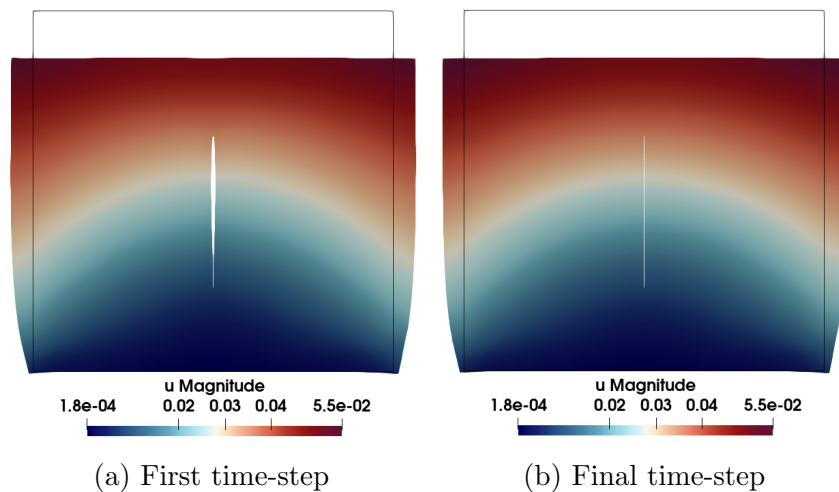 u Magnitude
1.8e-04 0.02 0.03 0.04 5.5e-02
(a) First time-step
u Magnitude
1.8e-04 0.02 0.03 0.04 5.5e-02
(b) Final time-step